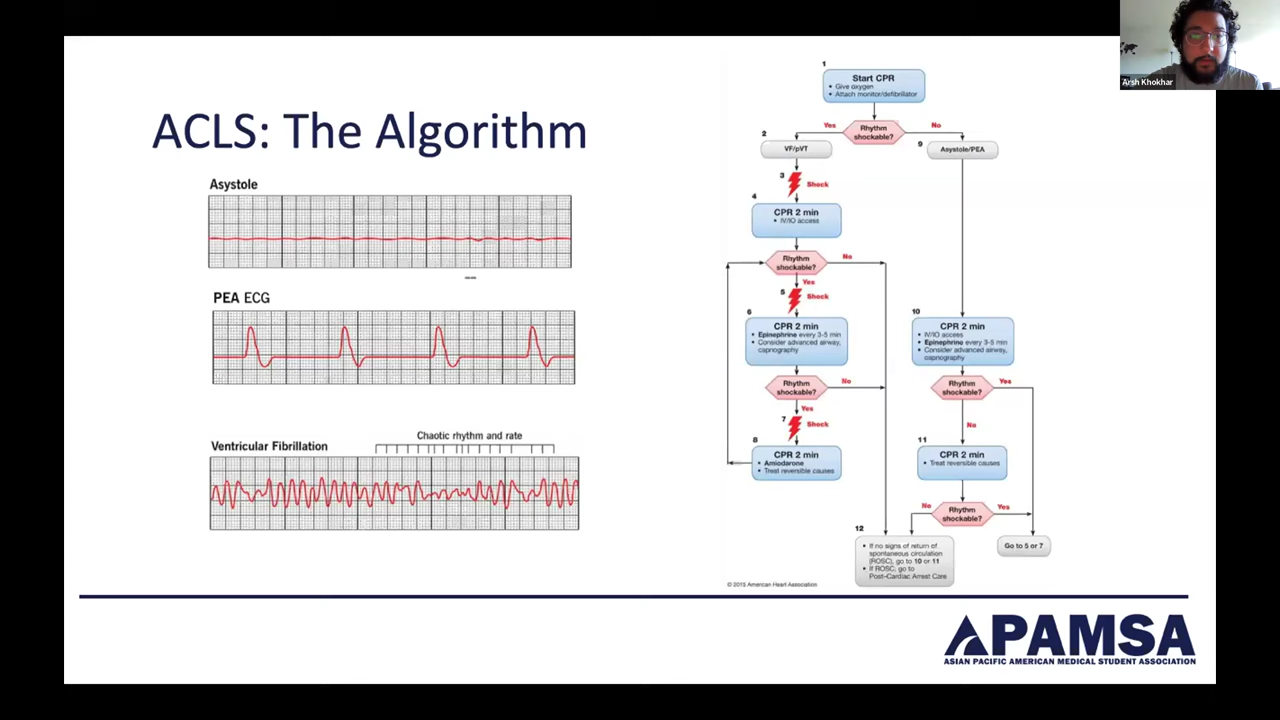 Arsh Khokhar
ACLS: The Algorithm
Asystole
PEA ECG
Chaotic rhythm and rate
Ventricular Fibrillation
1
Start CPR
• Give oxygen
• Attach monitor/defibrillator
Yes
Rhythm
shockable?
No
2
VF/pVT
9
Asystole/PEA
3
Shock
4
CPR 2 min
• IV/IO access
Rhythm
shockable?
No
Yes
5
Shock
6
CPR 2 min
• Epinephrine every 3-5 min
• Consider advanced airway,
capnography
Rhythm
shockable?
No
Yes
7
Shock
8
CPR 2 min
• Amiodarone
• Treat reversible causes
10
CPR 2 min
• IV/IO access
• Epinephrine every 3-5 min
• Consider advanced airway,
capnography
Rhythm
shockable?
Yes
No
11
CPR 2 min
• Treat reversible causes
No
Rhythm
shockable?
Yes
12
• If no signs of return of
spontaneous circulation
(ROSC), go to 10 or 11
• If ROSC, go to
Post–Cardiac Arrest Care
Go to 5 or 7
© 2015 American Heart Association
APAMSA
ASIAN PACIFIC AMERICAN MEDICAL STUDENT ASSOCIATION